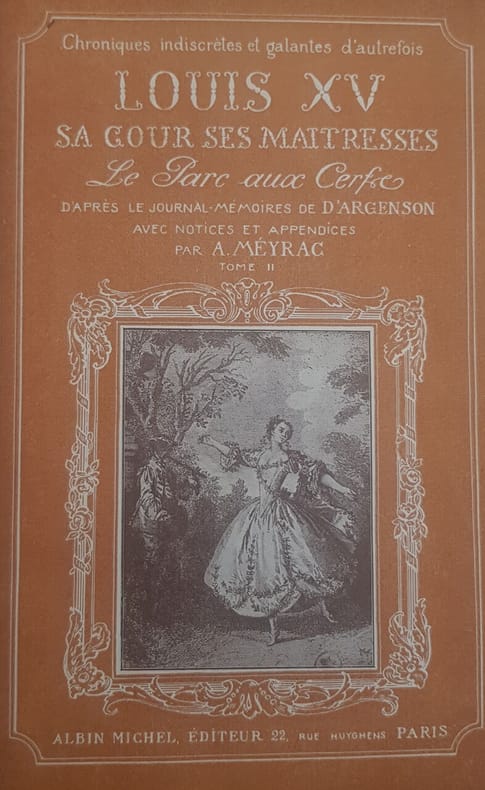 Chroniques indiscrètes et galantes d'autrefois
LOUIS XV
SA COUR SES MAITRESSES
Le Parc aux Cerfs
D'APRÈS LE JOURNAL-MÉMOIRES DE D'ARGENSON
AVEC NOTICES ET APPENDICES
PAR A. MÉYRAC
TOME II
ALBIN MICHEL, ÉDITEUR 22, RUE HUYGHENS PARIS